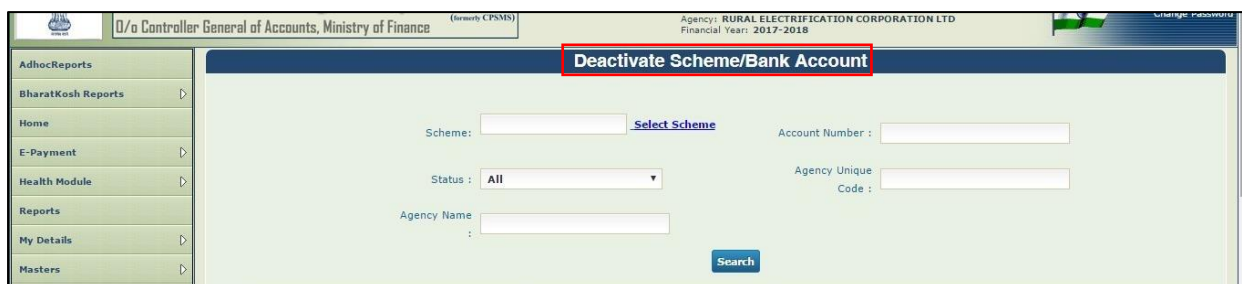 (formerly CPSMS)
O/o Controller General of Accounts, Ministry of Finance
Agency: RURAL ELECTRIFICATION CORPORATION LTD
Financial Year: 2017-2018
Change Password
AdhocReports
BharatKosh Reports
Home
E-Payment
Health Module
Reports
My Details
Masters
Deactivate Scheme/Bank Account
Scheme:
Select Scheme
Account Number :
Status :
All
Agency Unique
Code :
Agency Name
:
Search